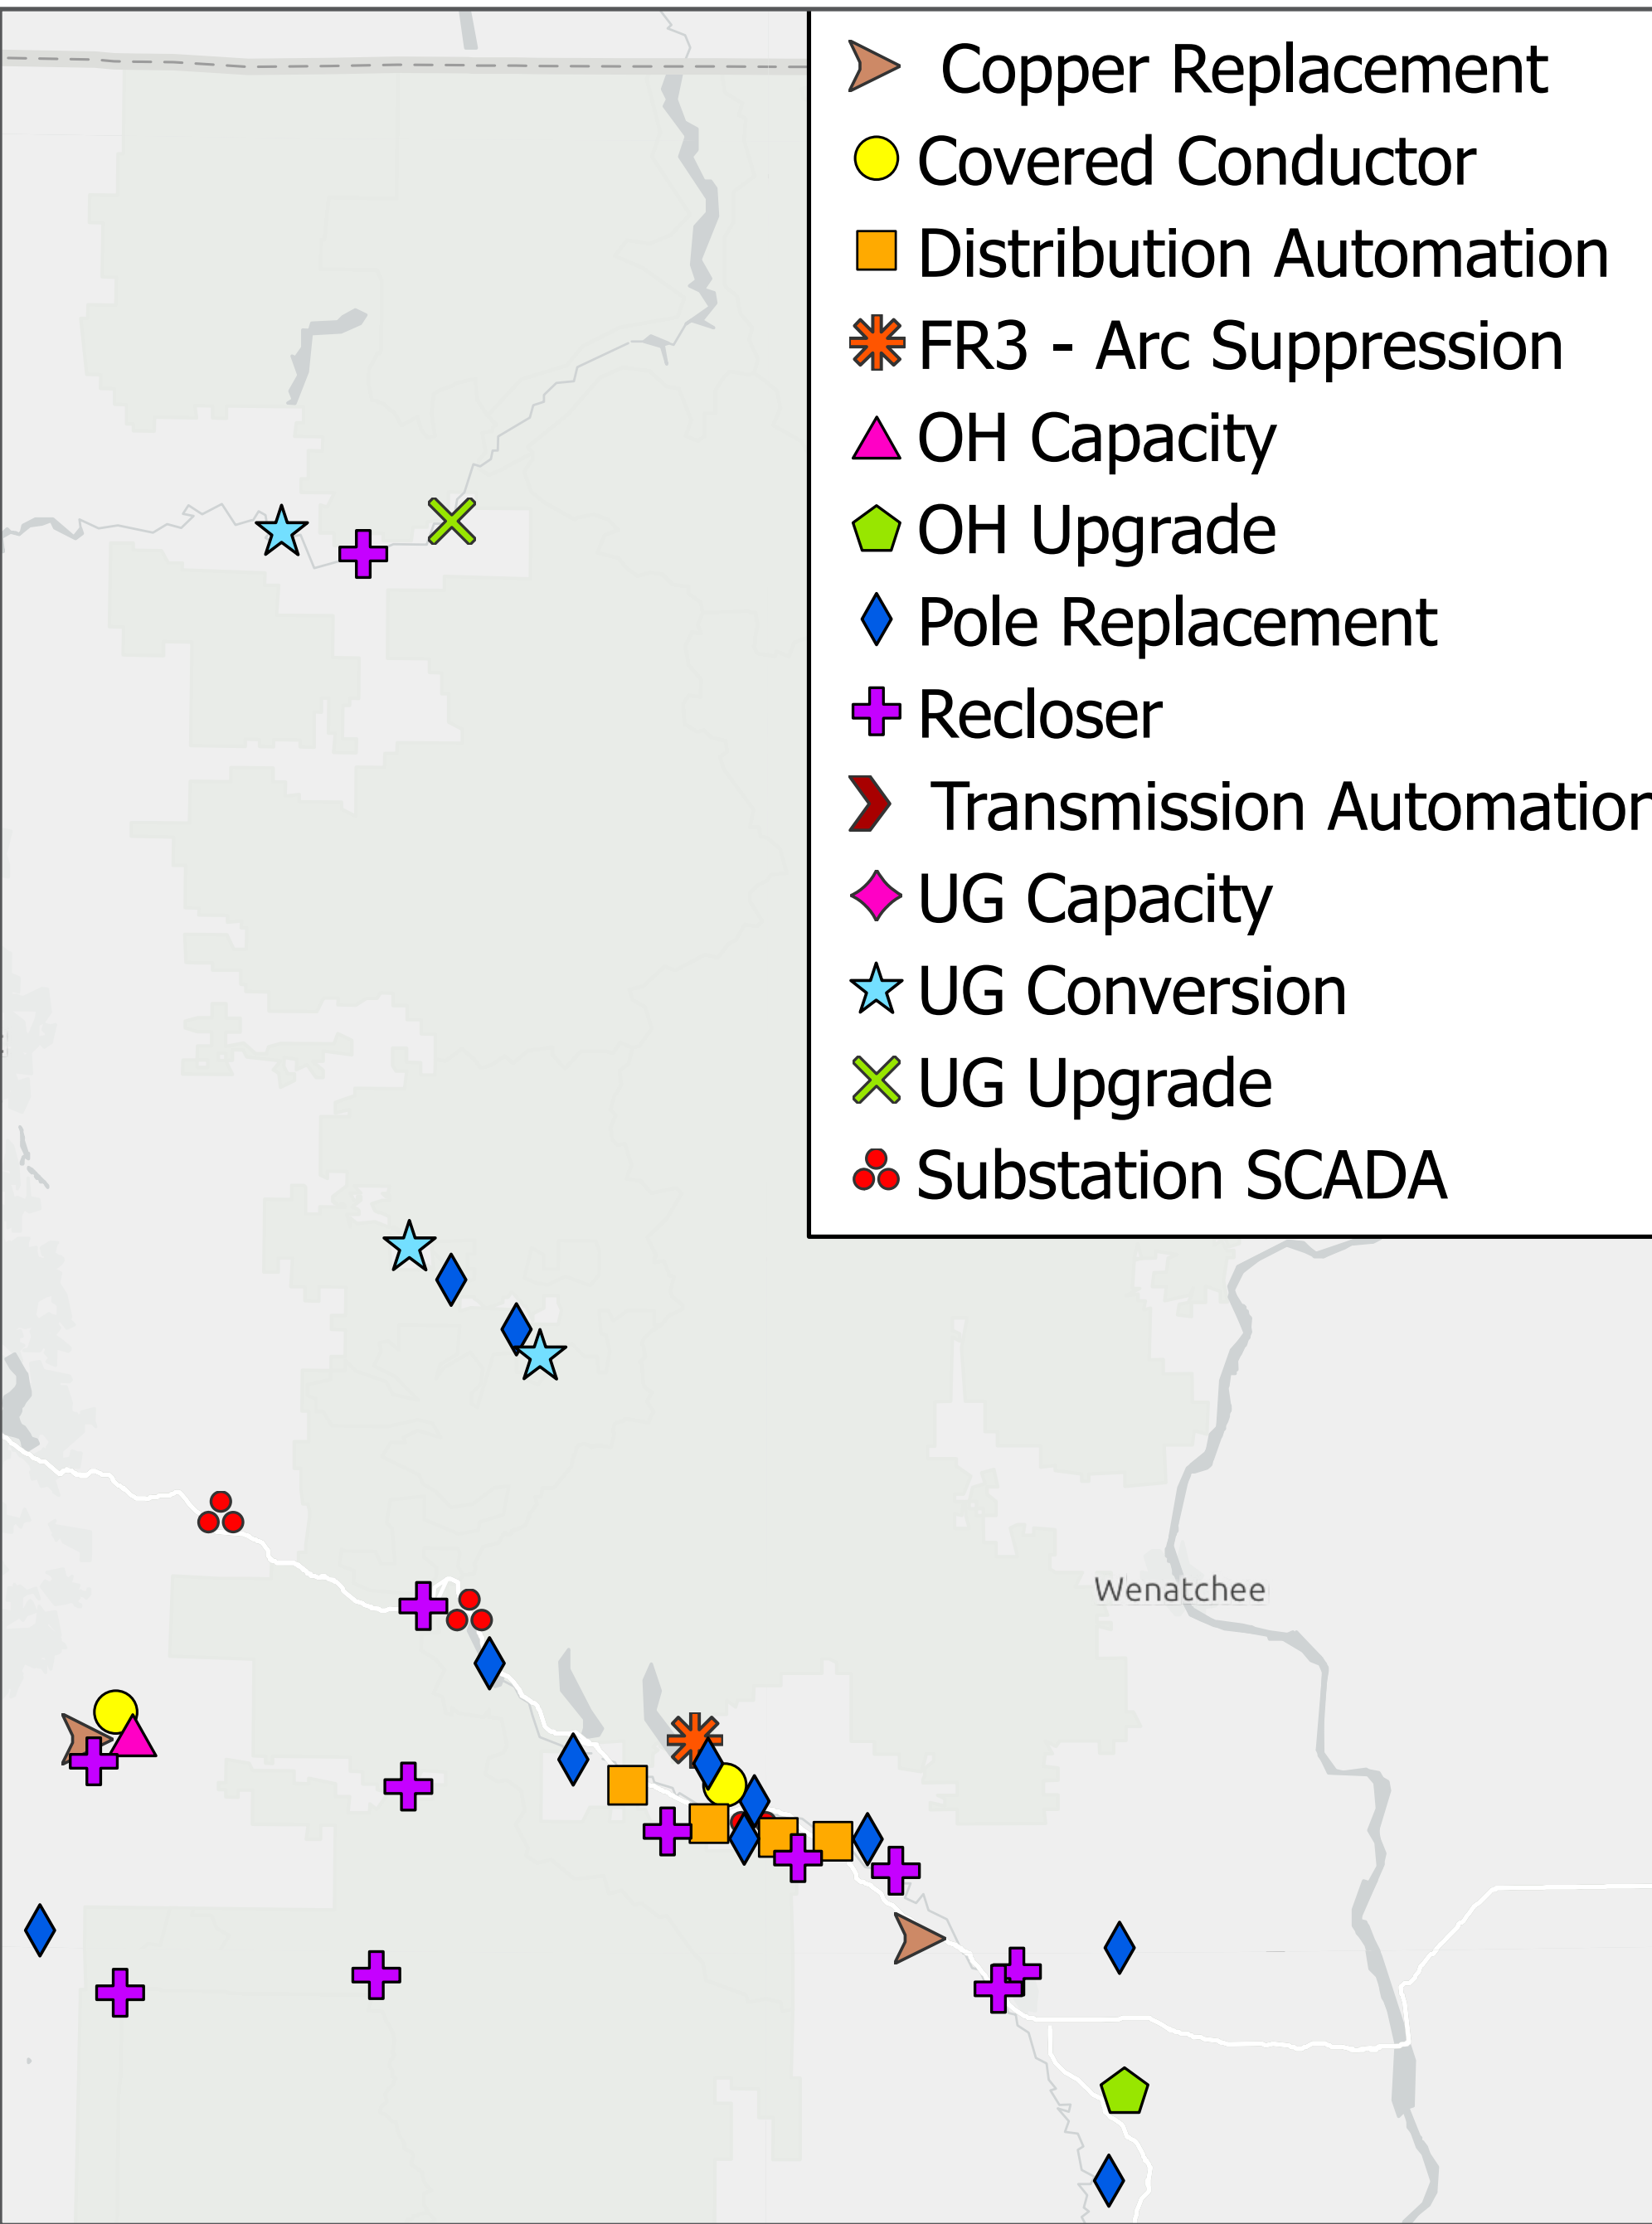 Copper Replacement
Covered Conductor
Distribution Automation
FR3 - Arc Suppression
OH Capacity
OH Upgrade
Pole Replacement
Recloser
Transmission Automation
UG Capacity
UG Conversion
UG Upgrade
Substation SCADA
Wenatchee